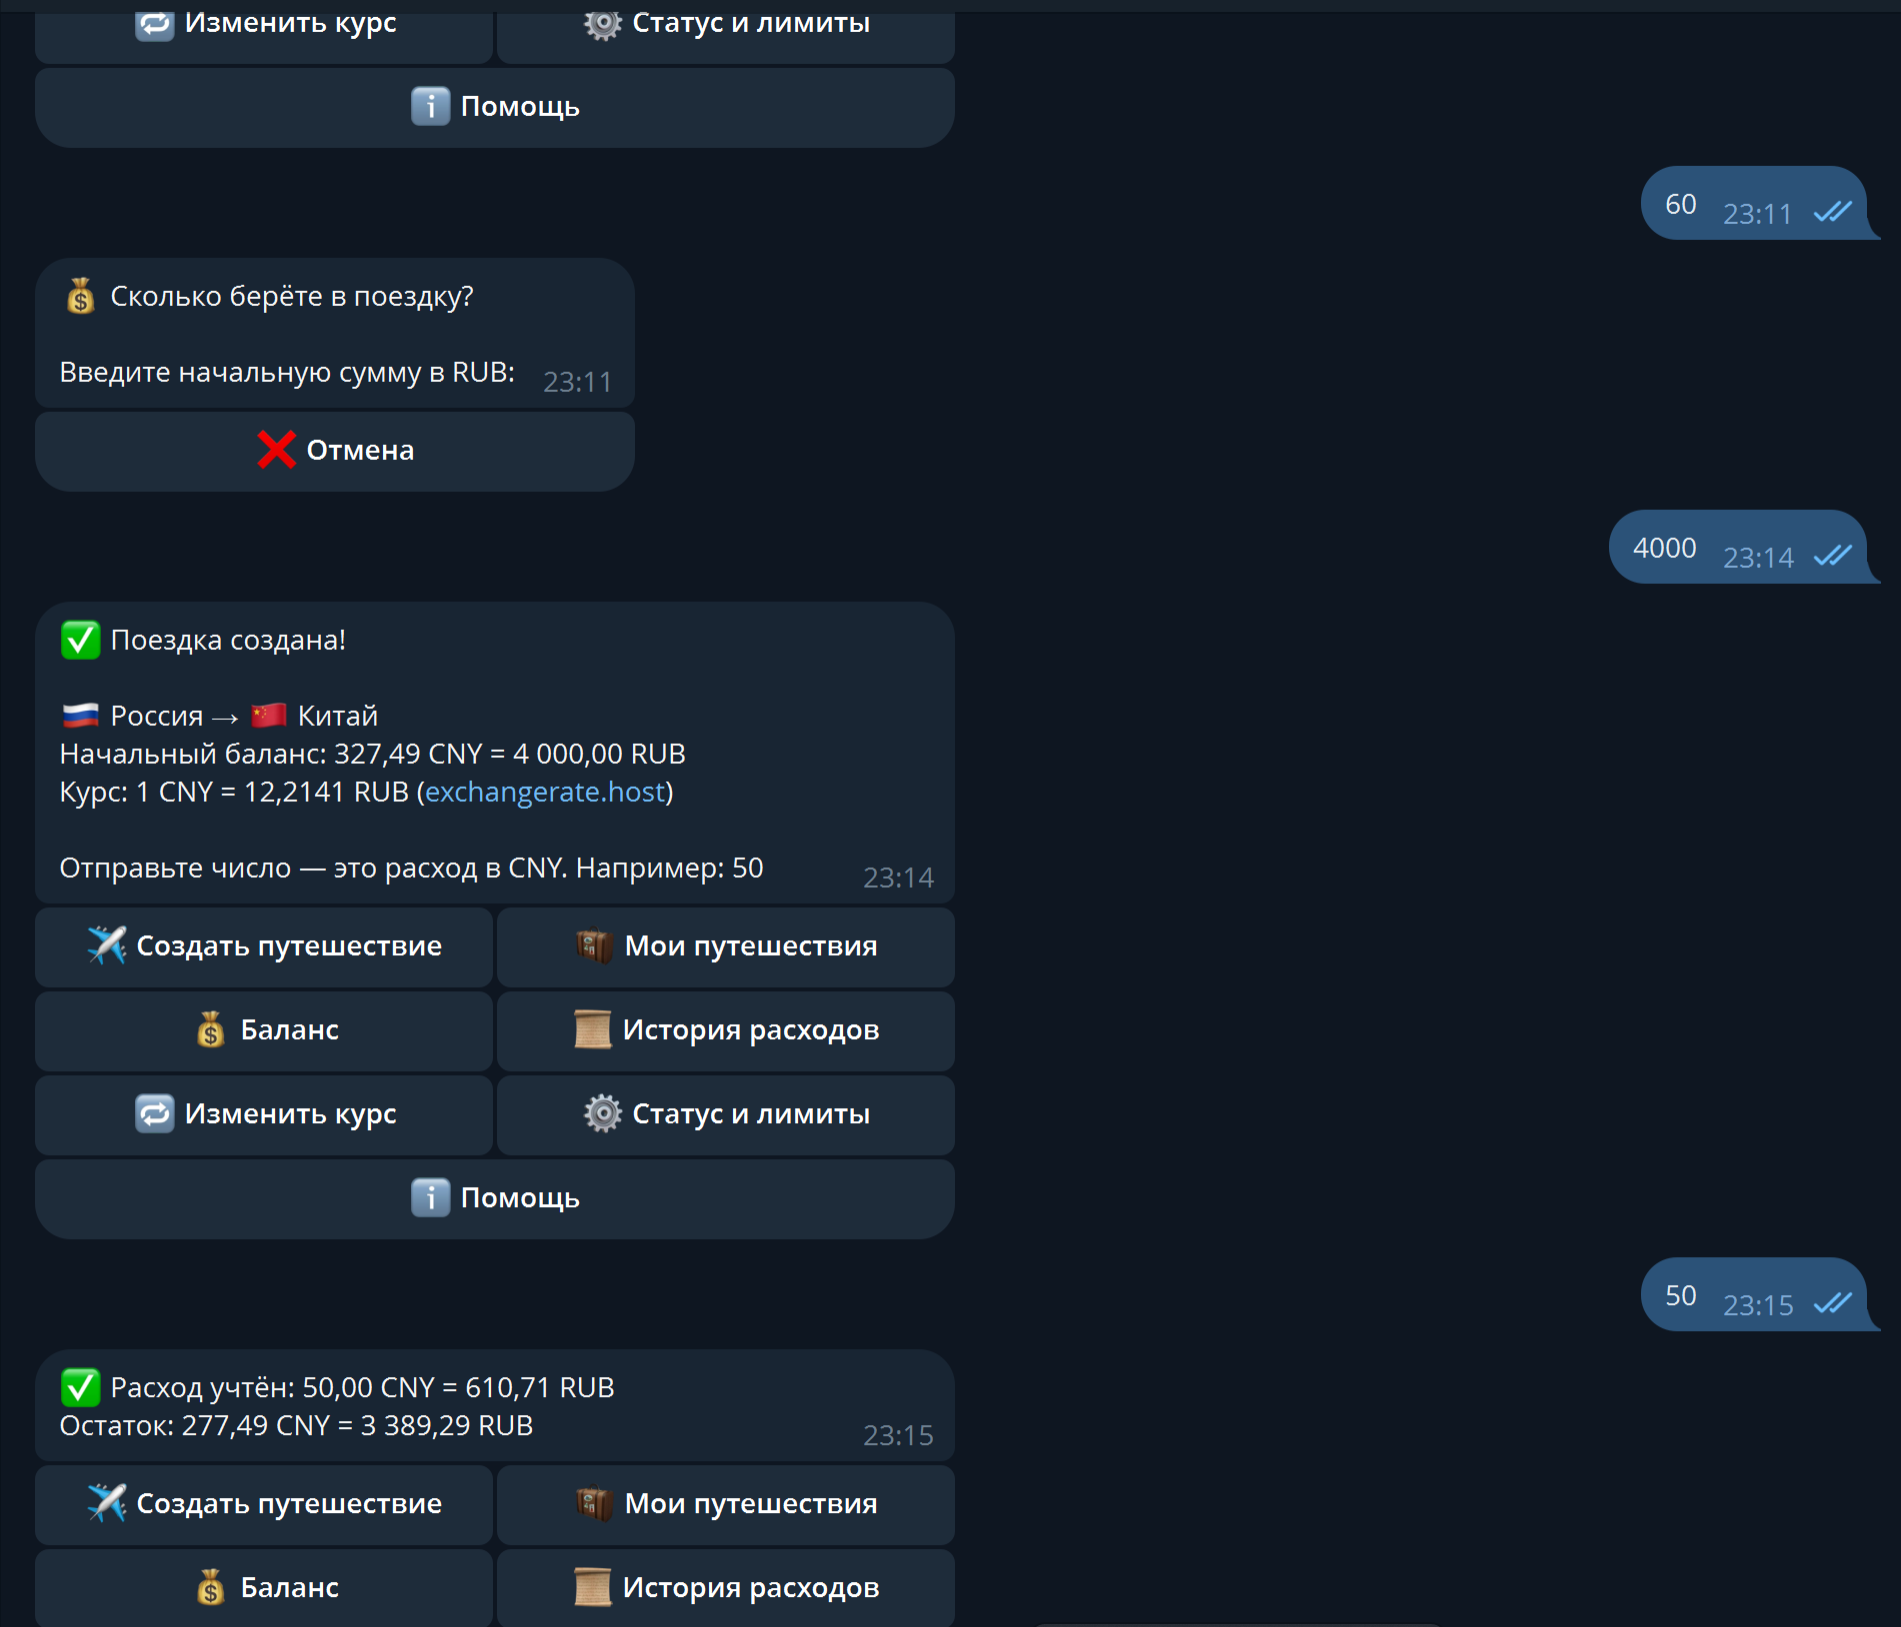 Изменить курс
Статус и лимиты
Помощь
60 23:11
Сколько берёте в поездку?
Введите начальную сумму в RUB: 23:11
Отмена
4000 23:14
Поездка создана!
Россия → Китай
Начальный баланс: 327,49 CNY = 4 000,00 RUB
Курс: 1 CNY = 12,2141 RUB (exchangerate.host)
Отправьте число — это расход в CNY. Например: 50 23:14
Создать путешествие
Мои путешествия
Баланс
История расходов
Изменить курс
Статус и лимиты
Помощь
50 23:15
Расход учтён: 50,00 CNY = 610,71 RUB
Остаток: 277,49 CNY = 3 389,29 RUB 23:15
Создать путешествие
Мои путешествия
Баланс
История расходов